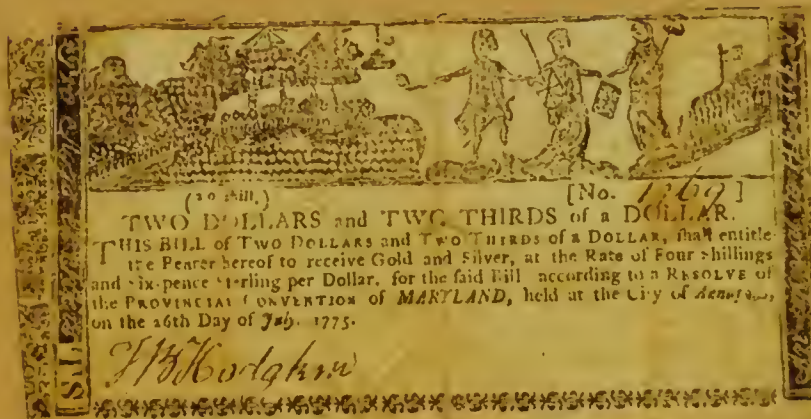 (20 shill.) [No. 1269]
TWO DOLLARS and TWO THIRDS of a DOLLAR.
THIS BILL of TWO DOLLARS and TWO THIRDS of a DOLLAR, shall entitle
the Bearer hereof to receive Gold and Silver, at the Rate of Four Shillings
and Six-pence Sterling per Dollar, for the said Bill according to a RESOLVE of
the PROVINCIAL CONVENTION of MARYLAND, held at the City of Annapolis,
on the 26th Day of July. 1775.